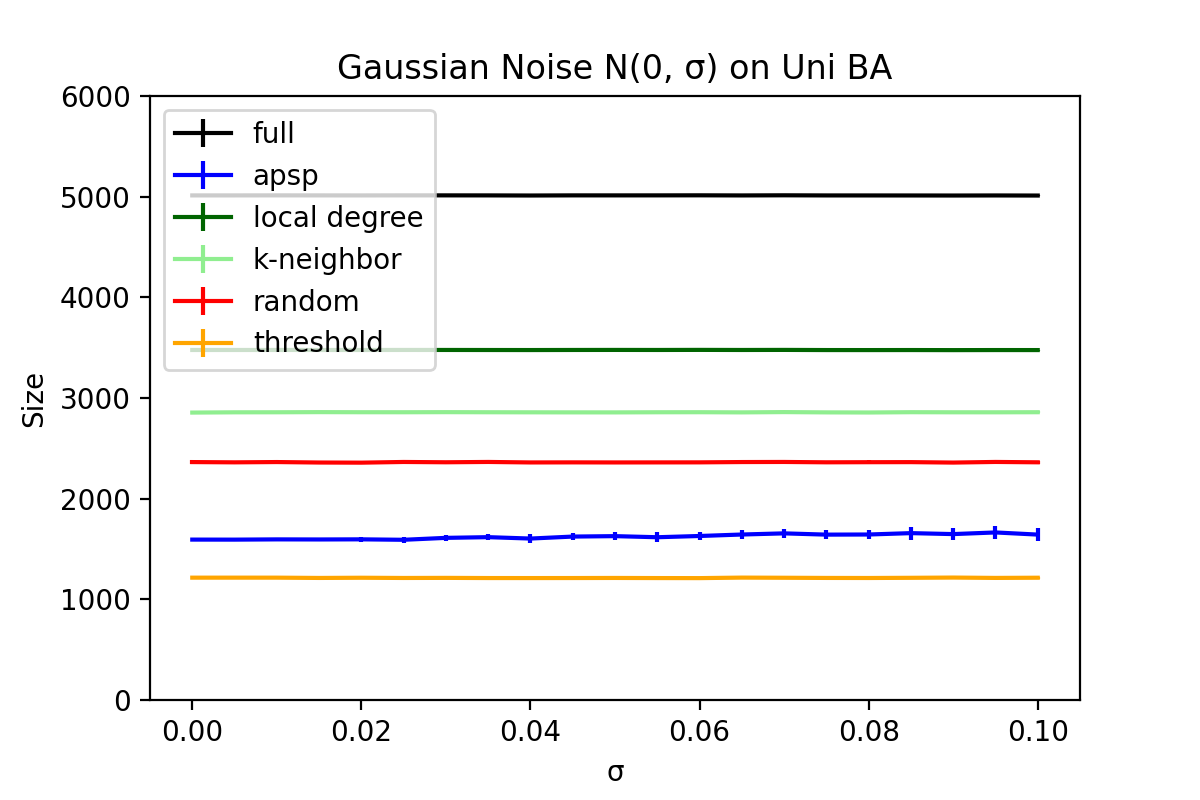 Gaussian Noise N(0, σ) on Uni BA
6000
5000
4000
3000
2000
1000
0
Size
full
apsp
local degree
k-neighbor
random
threshold
0.00 0.02 0.04 0.06 0.08 0.10
σ